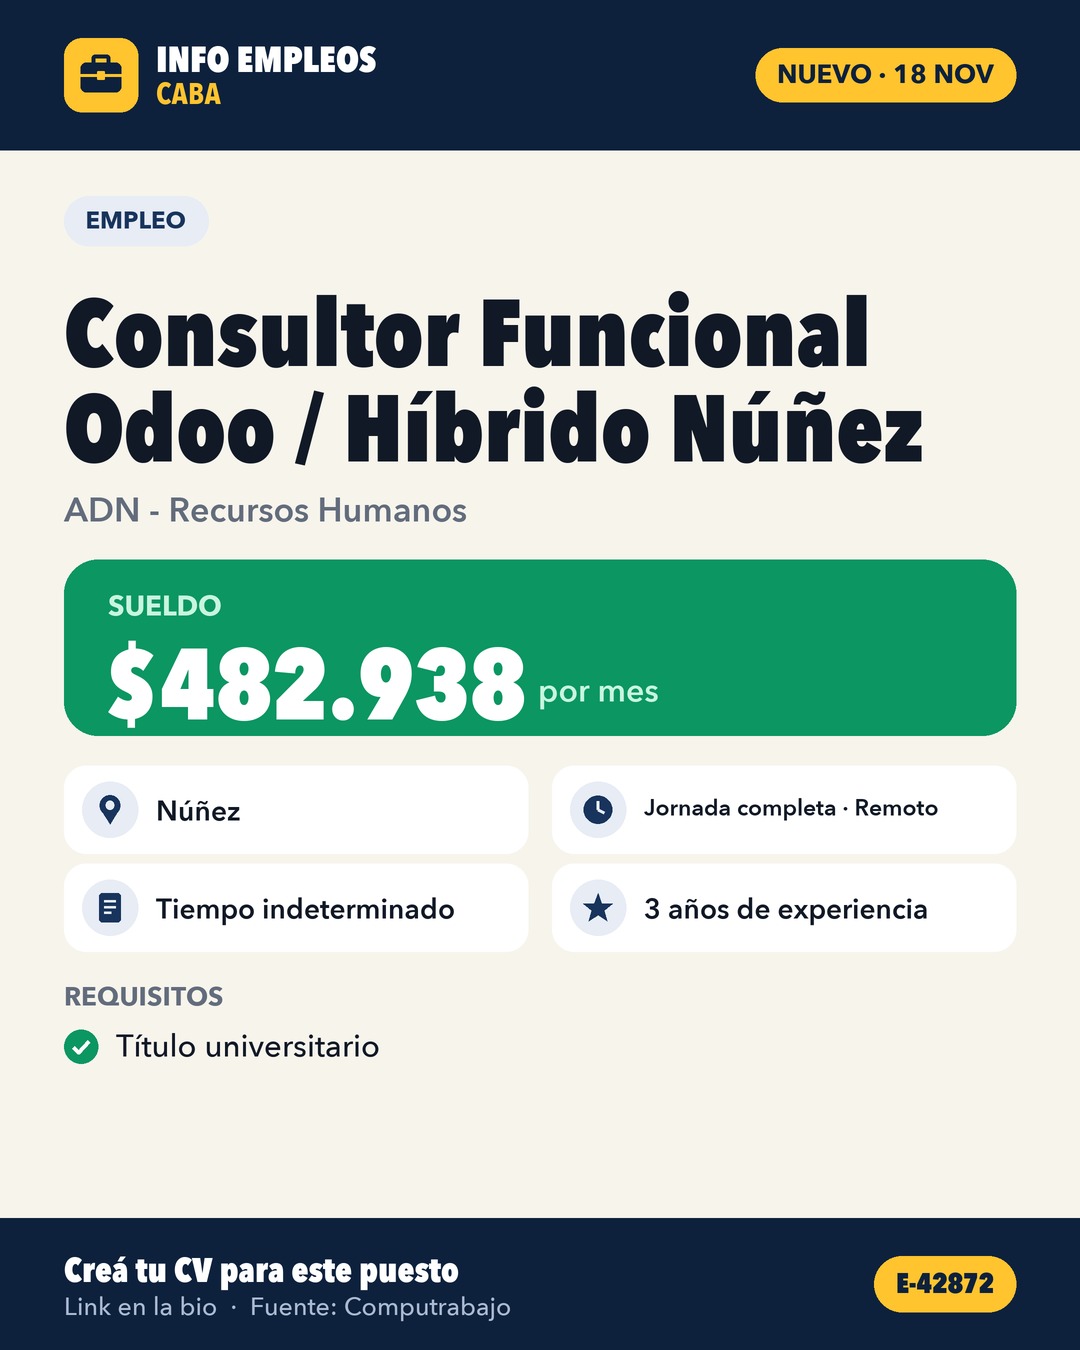 INFO EMPLEOS
CABA
NUEVO · 18 NOV
EMPLEO
Consultor Funcional
Odoo / Híbrido Núñez
ADN - Recursos Humanos
SUELDO
$482.938 por mes
Núñez
Jornada completa · Remoto
Tiempo indeterminado
3 años de experiencia
REQUISITOS
Título universitario
Creá tu CV para este puesto
Link en la bio · Fuente: Computrabajo
E-42872